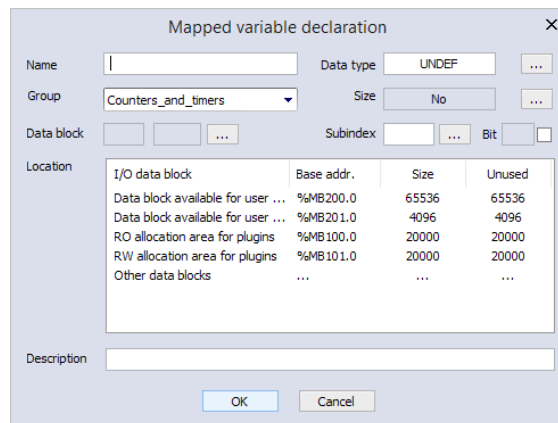 Mapped variable declaration X
Name Data type UNDEF ...
Group Counters_and_timers Size No ...
Data block ... Subindex ... Bit
Location
I/O data block Base addr. Size Unused
Data block available for user ... %MB200.0 65536 65536
Data block available for user ... %MB201.0 4096 4096
RO allocation area for plugins %MB100.0 20000 20000
RW allocation area for plugins %MB101.0 20000 20000
Other data blocks ... ... ...
Description
OK Cancel